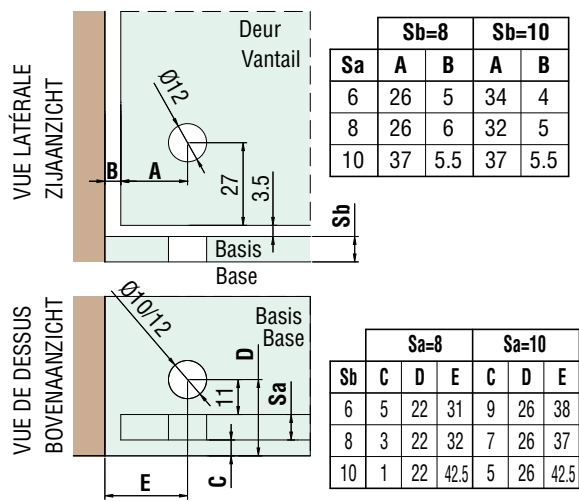 VUE LATÉRALE
ZIJAANZICHT
Deur
Vantail
Ø12
B
A
27
3.5
Sb
Basis
Base
Sb=8 Sb=10
Sa A B A B
6 26 5 34 4
8 26 6 32 5
10 37 5.5 37 5.5
VUE DE DESSUS
BOVENAANZICHT
Ø10/12
Basis
Base
D
11
Sa
E
C
Sa=8 Sa=10
Sb C D E C D E
6 5 22 31 9 26 38
8 3 22 32 7 26 37
10 1 22 42.5 5 26 42.5